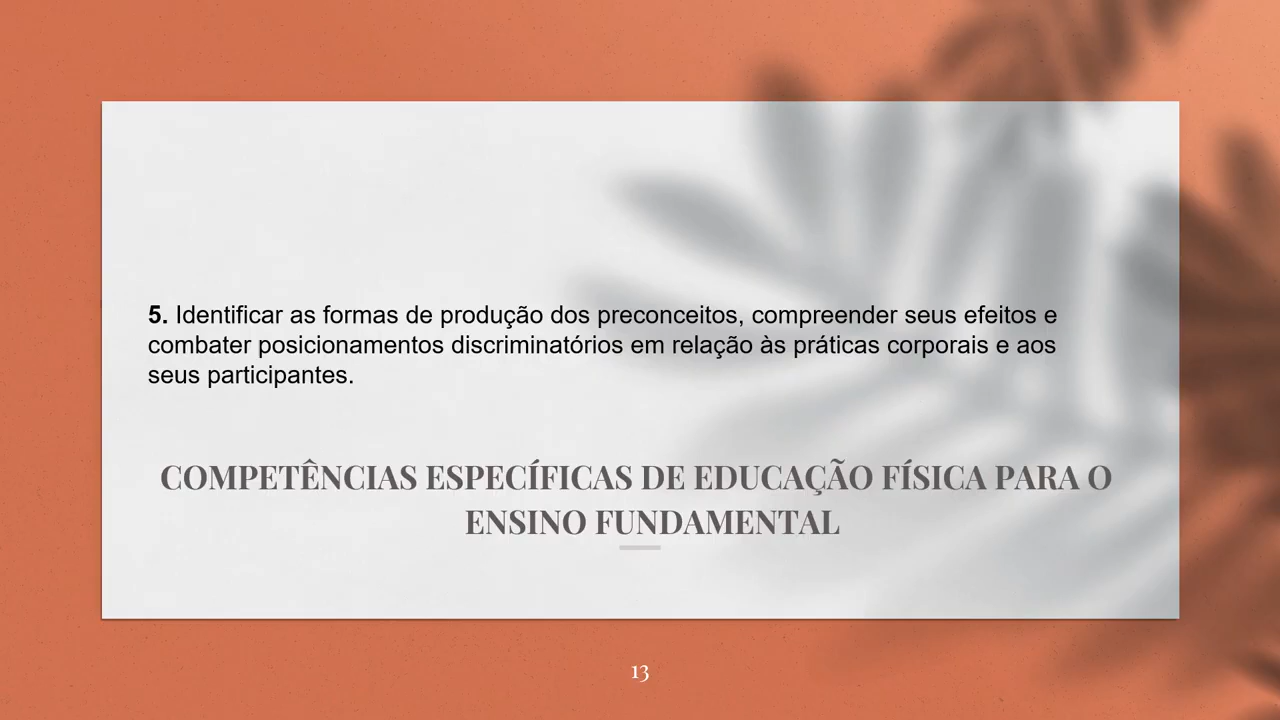 5. Identificar as formas de produção dos preconceitos, compreender seus efeitos e
combater posicionamentos discriminatórios em relação às práticas corporais e aos
seus participantes.
COMPETÊNCIAS ESPECÍFICAS DE EDUCAÇÃO FÍSICA PARA O
ENSINO FUNDAMENTAL
13